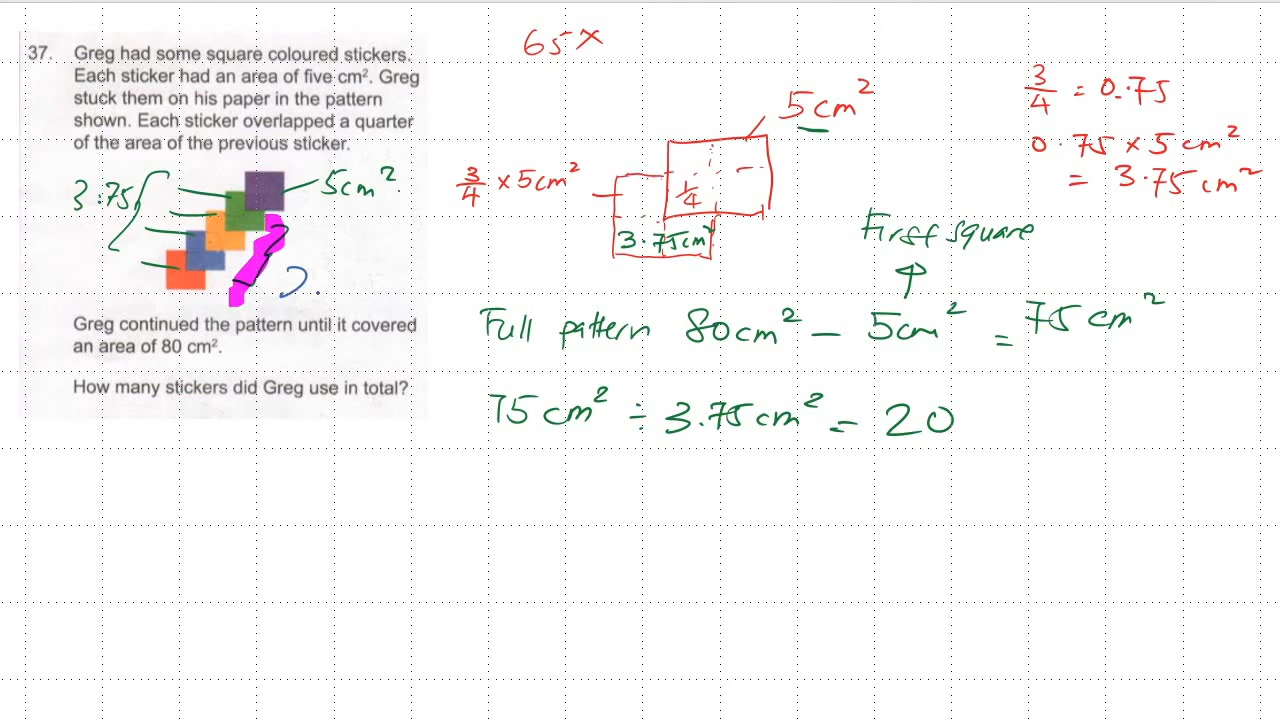 37. Greg had some square coloured stickers.
Each sticker had an area of five cm². Greg
stuck them on his paper in the pattern
shown. Each sticker overlapped a quarter
of the area of the previous sticker.
3.75
5cm².
Greg continued the pattern until it covered
an area of 80 cm².
How many stickers did Greg use in total?
65 x
5cm²
3/4 × 5cm²
1/4
3.75cm²
3/4 = 0.75
0.75 × 5cm²
= 3.75cm²
First square
Full pattern 80cm² - 5cm² = 75cm²
75cm² ÷ 3.75cm² = 20